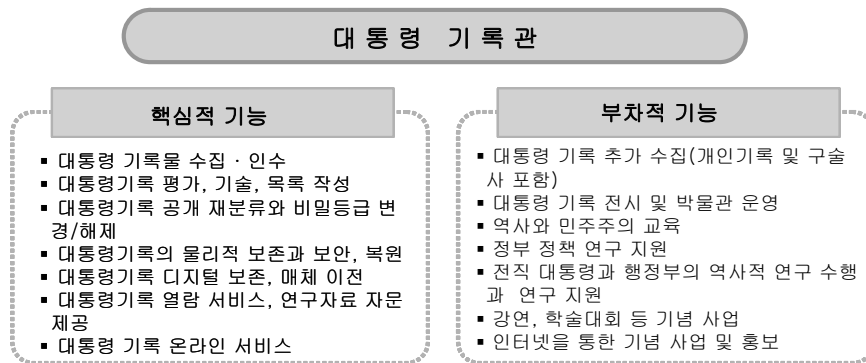 대통령 기록관
핵심적 기능
▪ 대통령 기록물 수집 · 인수
▪ 대통령기록 평가, 기술, 목록 작성
▪ 대통령기록 공개 재분류와 비밀등급 변
경/해제
▪ 대통령기록의 물리적 보존과 보안, 복원
▪ 대통령기록 디지털 보존, 매체 이전
▪ 대통령기록 열람 서비스, 연구자료 자문
제공
▪ 대통령 기록 온라인 서비스
부차적 기능
▪ 대통령 기록 추가 수집(개인기록 및 구술
사 포함)
▪ 대통령 기록 전시 및 박물관 운영
▪ 역사와 민주주의 교육
▪ 정부 정책 연구 지원
▪ 전직 대통령과 행정부의 역사적 연구 수행
과 연구 지원
▪ 강연, 학술대회 등 기념 사업
▪ 인터넷을 통한 기념 사업 및 홍보